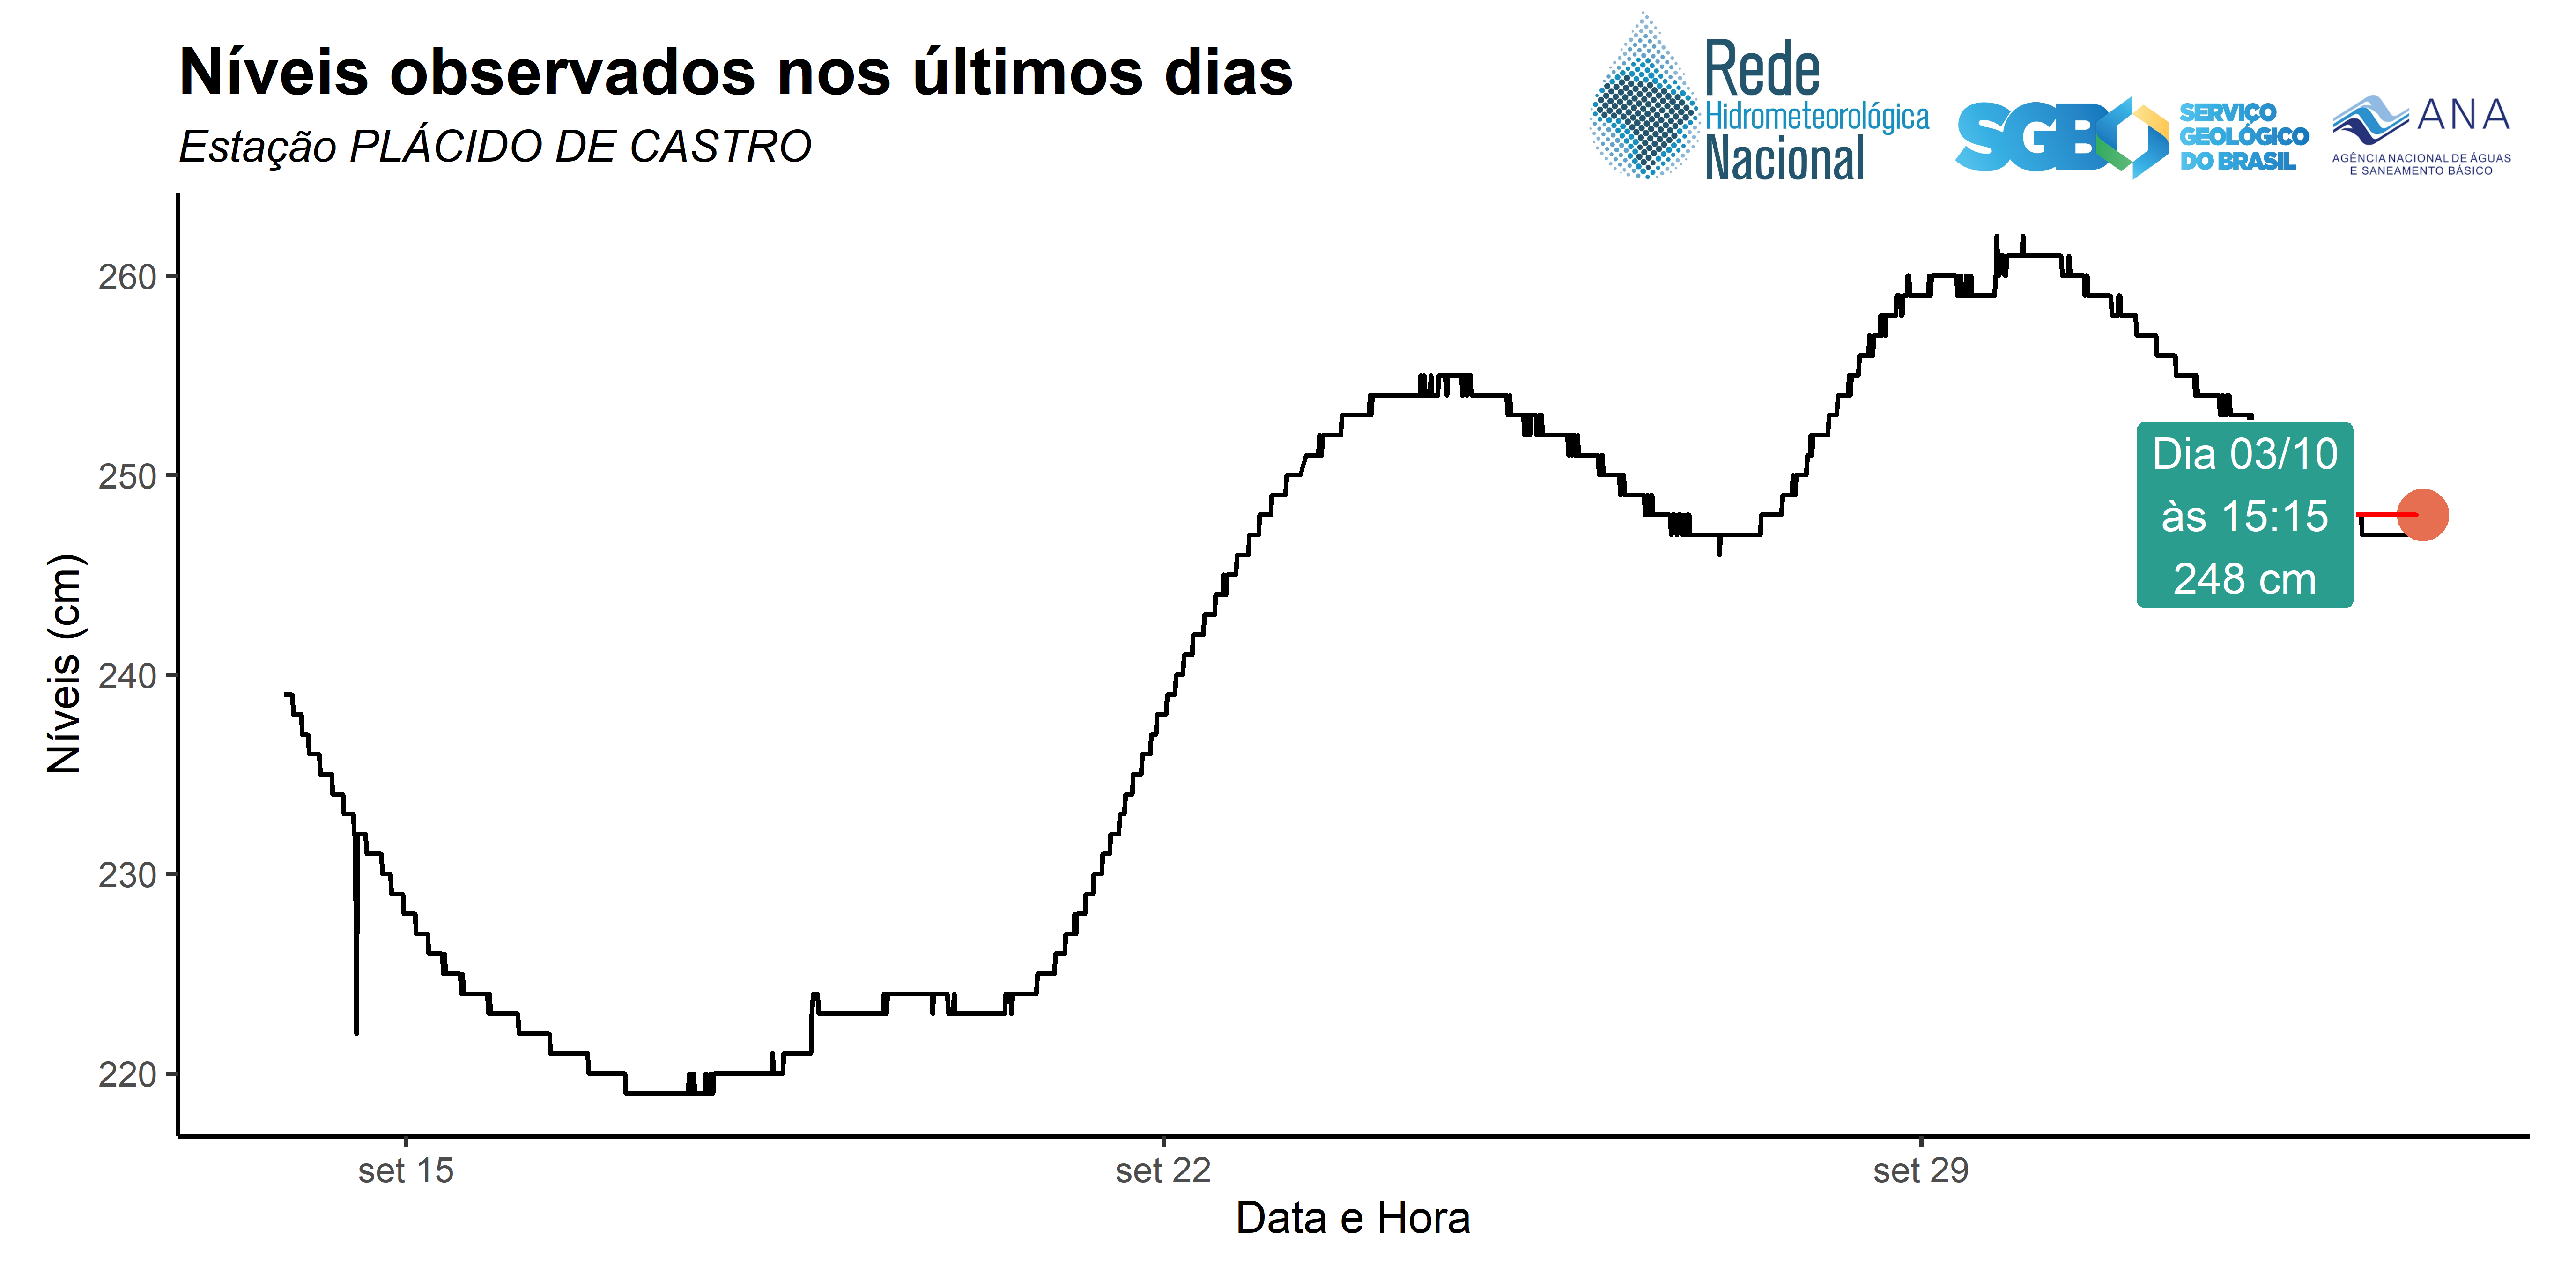 Níveis observados nos últimos dias
Estação PLÁCIDO DE CASTRO
Rede
Hidrometeorológica
Nacional
SGB
SERVIÇO
GEOLÓGICO
DO BRASIL
ANA
AGÊNCIA NACIONAL DE ÁGUAS
E SANEAMENTO BÁSICO
Níveis (cm)
260
250
240
230
220
Dia 03/10
às 15:15
248 cm
set 15
set 22
set 29
Data e Hora